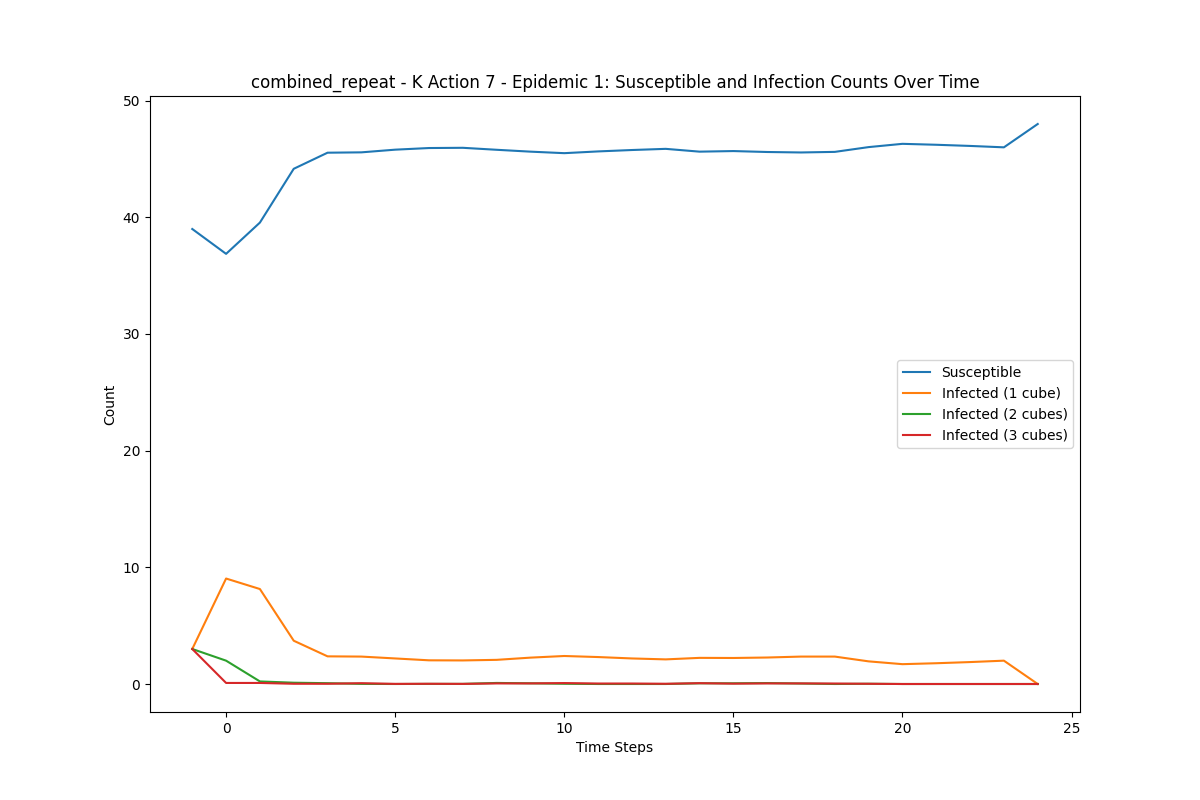 combined_repeat - K Action 7 - Epidemic 1: Susceptible and Infection Counts Over Time
50
40
30
20
10
0
Count
Susceptible
Infected (1 cube)
Infected (2 cubes)
Infected (3 cubes)
0 5 10 15 20 25
Time Steps